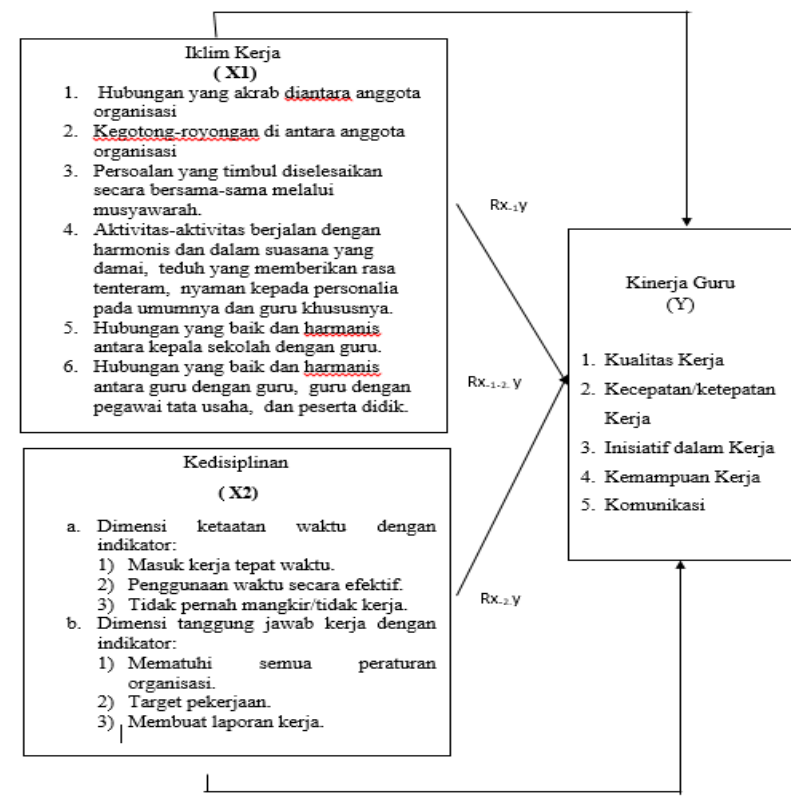 Iklim Kerja
( X1)
1. Hubungan yang akrab diantara anggota
organisasi
2. Kegotong-royongan di antara anggota
organisasi
3. Persoalan yang timbul diselesaikan
secara bersama-sama melalui
musyawarah.
4. Aktivitas-aktivitas berjalan dengan
harmonis dan dalam suasana yang
damai, teduh yang memberikan rasa
tenteram, nyaman kepada personalia
pada umumnya dan guru khususnya.
5. Hubungan yang baik dan harmanis
antara kepala sekolah dengan guru.
6. Hubungan yang baik dan harmanis
antara guru dengan guru, guru dengan
pegawai tata usaha, dan peserta didik.
Kedisiplinan
( X2)
a. Dimensi ketaatan waktu dengan
indikator:
1) Masuk kerja tepat waktu.
2) Penggunaan waktu secara efektif.
3) Tidak pernah mangkir/tidak kerja.
b. Dimensi tanggung jawab kerja dengan
indikator:
1) Mematuhi semua peraturan
organisasi.
2) Target pekerjaan.
3) Membuat laporan kerja.
Rx-1y
Rx-1-2 y
Rx-2y
Kinerja Guru
(Y)
1. Kualitas Kerja
2. Kecepatan/ketepatan
Kerja
3. Inisiatif dalam Kerja
4. Kemampuan Kerja
5. Komunikasi